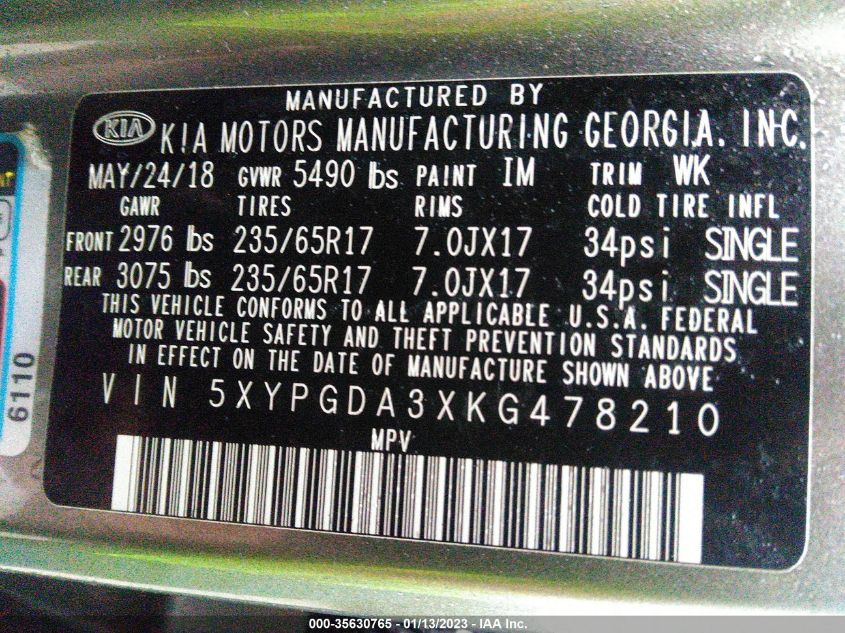 MANUFACTURED BY
KIA KIA MOTORS MANUFACTURING GEORGIA. INC.
MAY/24/18 GVWR 5490 lbs PAINT IM TRIM WK
GAWR TIRES RIMS COLD TIRE INFL
FRONT 2976 lbs 235/65R17 7.0JX17 34psi SINGLE
REAR 3075 lbs 235/65R17 7.0JX17 34psi SINGLE
THIS VEHICLE CONFORMS TO ALL APPLICABLE U.S.A. FEDERAL
MOTOR VEHICLE SAFETY AND THEFT PREVENTION STANDARDS
IN EFFECT ON THE DATE OF MANUFACTURE SHOWN ABOVE
VIN 5XYPGDA3XKG478210
MPV
6110
000-35630765 - 01/13/2023 - IAA Inc.